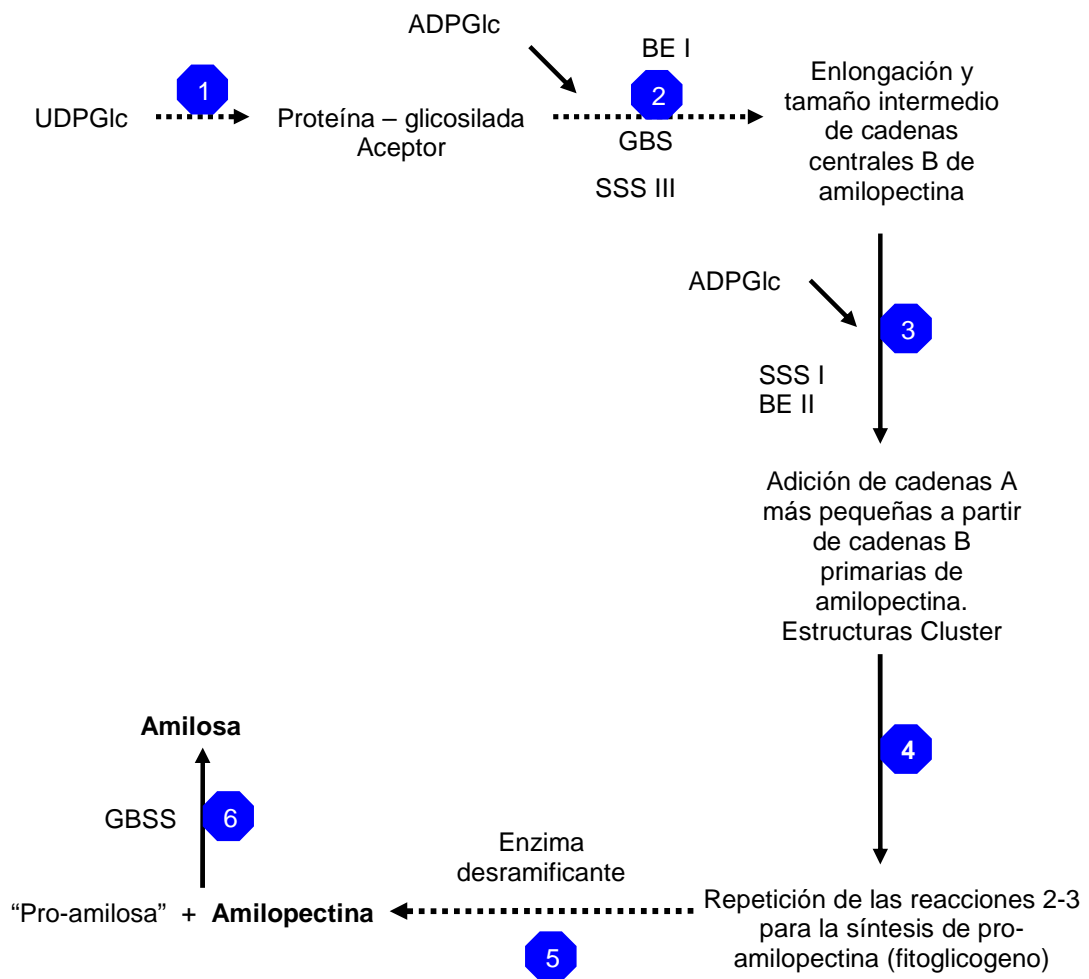 ADPGlc
BE I
1
2
UDPGlc
Proteína – glicosilada
Aceptor
GBS
SSS III
Enlongación y
tamaño intermedio
de cadenas
centrales B de
amilopectina
ADPGlc
3
SSS I
BE II
Adición de cadenas A
más pequeñas a partir
de cadenas B
primarias de
amilopectina.
Estructuras Cluster
4
Amilosa
GBSS
6
Enzima
desramificante
"Pro-amilosa" + Amilopectina
5
Repetición de las reacciones 2-3
para la síntesis de pro-
amilopectina (fitoglicogeno)